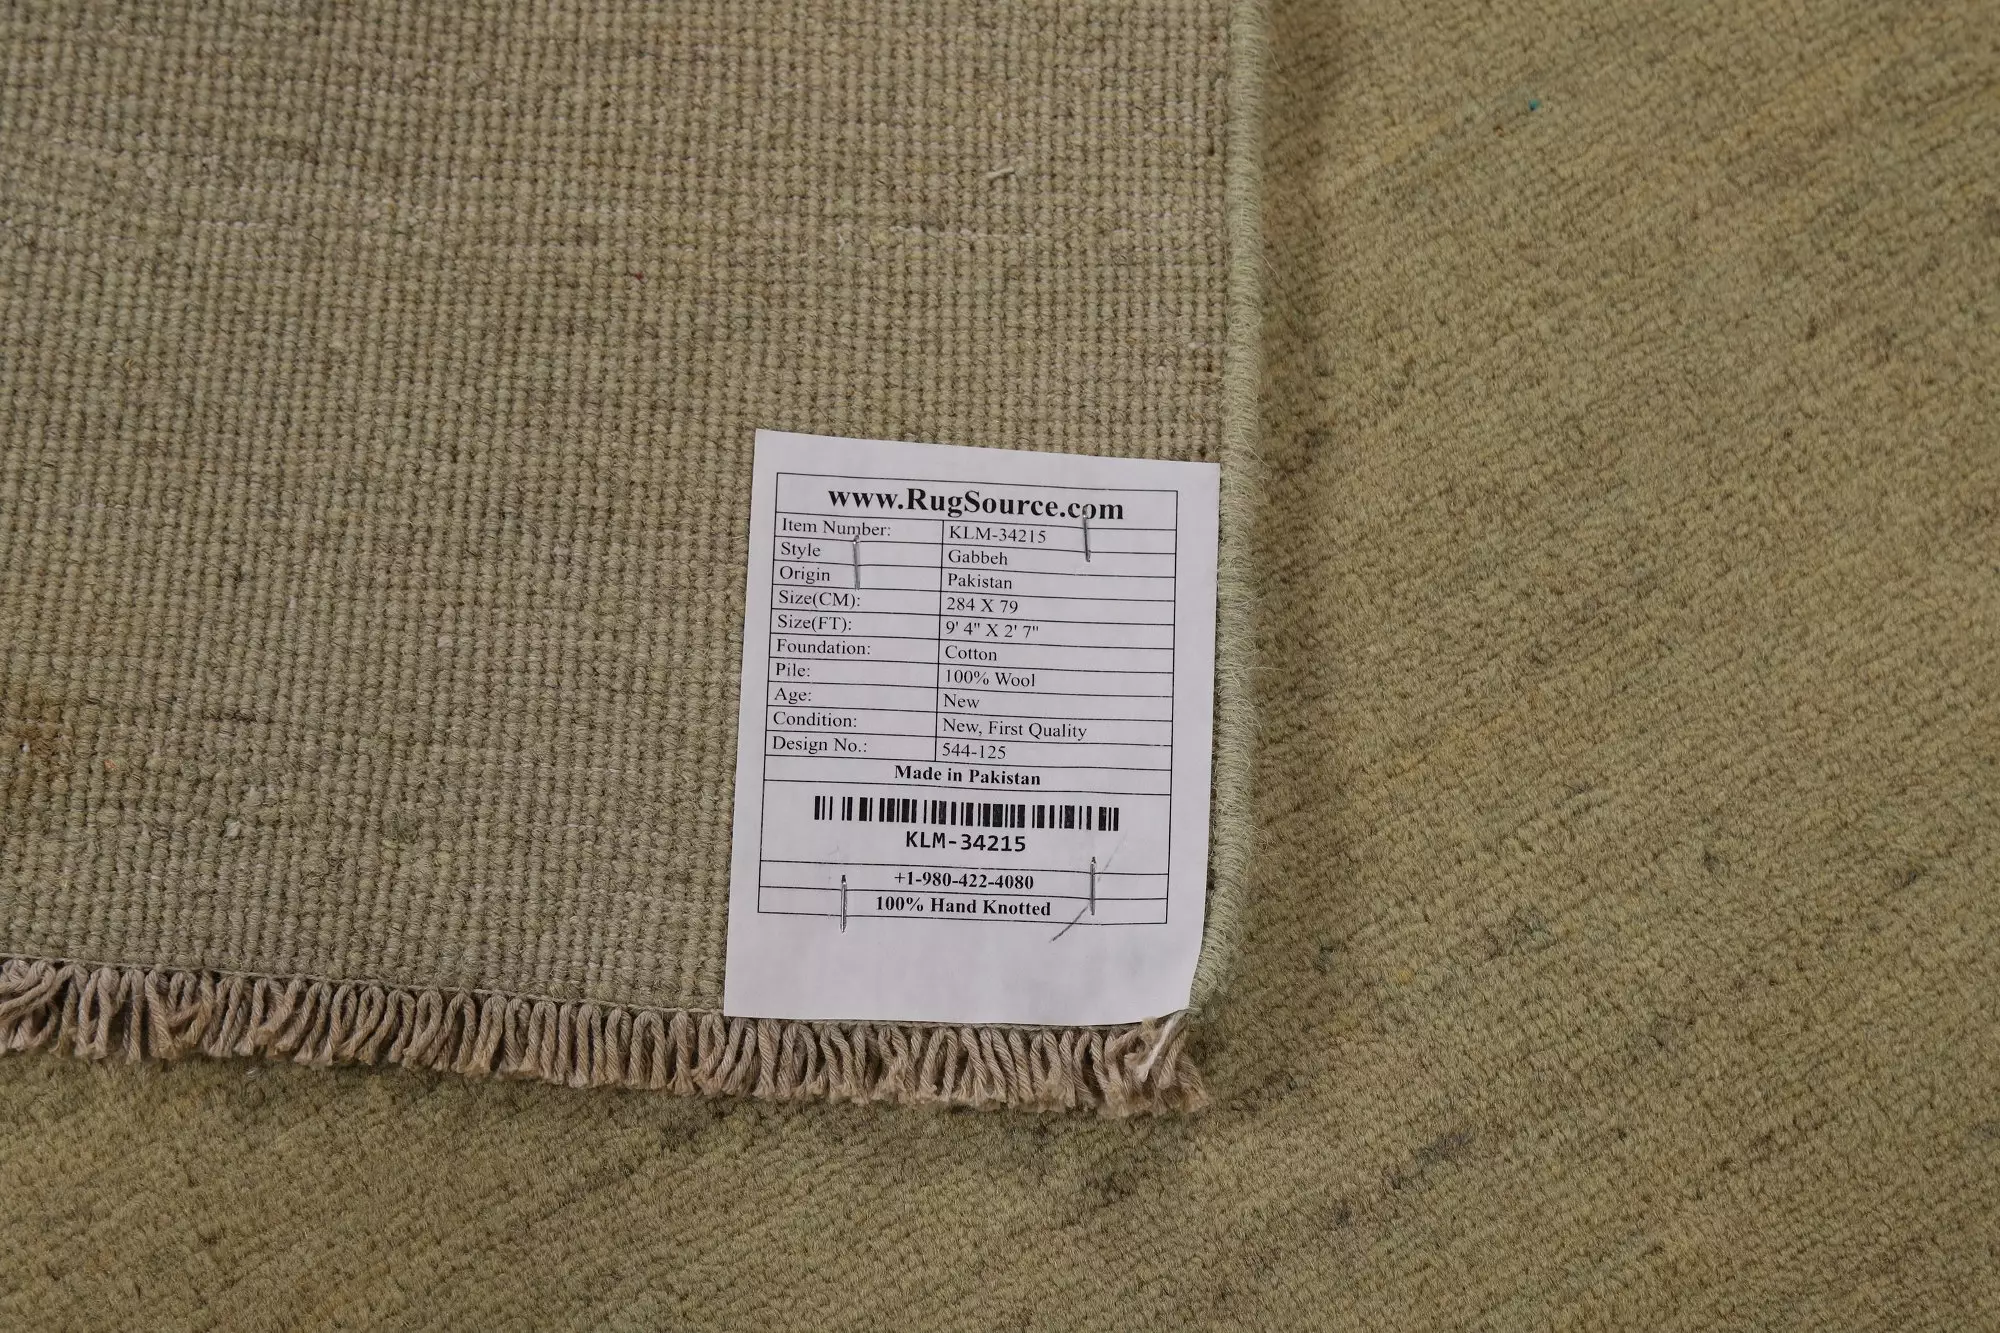 www.RugSource.com
Item Number: KLM-34215
Style Gabbeh
Origin Pakistan
Size(CM): 284 X 79
Size(FT): 9' 4" X 2' 7"
Foundation: Cotton
Pile: 100% Wool
Age: New
Condition: New, First Quality
Design No.: 544-125
Made in Pakistan
KLM-34215
+1-980-422-4080
100% Hand Knotted